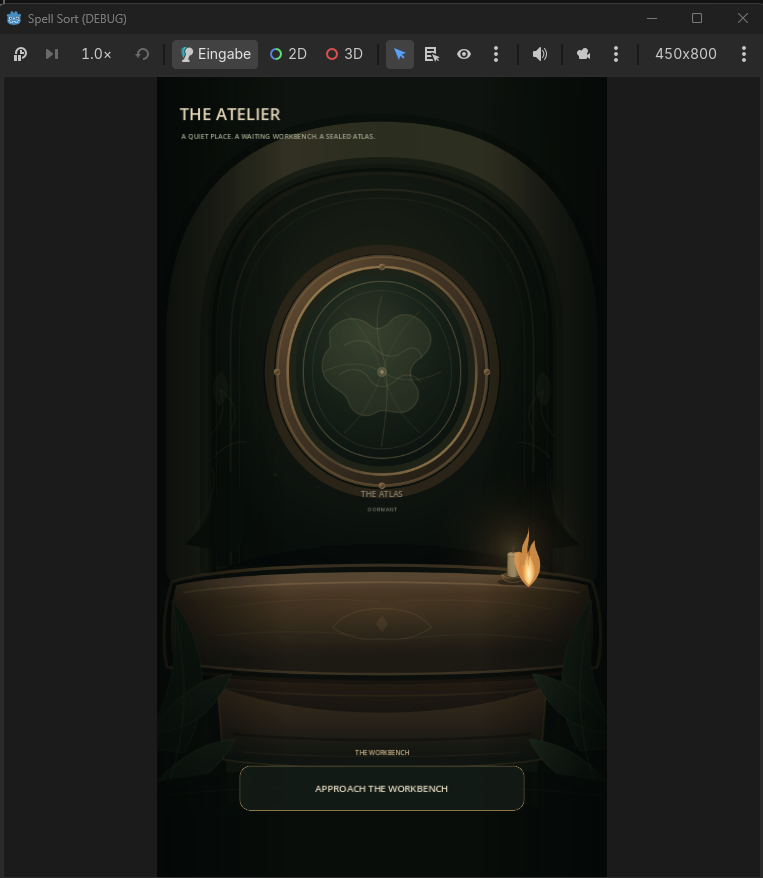 Spell Sort (DEBUG)
1.0× Eingabe 2D 3D 450x800
THE ATELIER
A QUIET PLACE. A WAITING WORKBENCH. A SEALED ATLAS.
THE ATLAS
DORMANT
THE WORKBENCH
APPROACH THE WORKBENCH